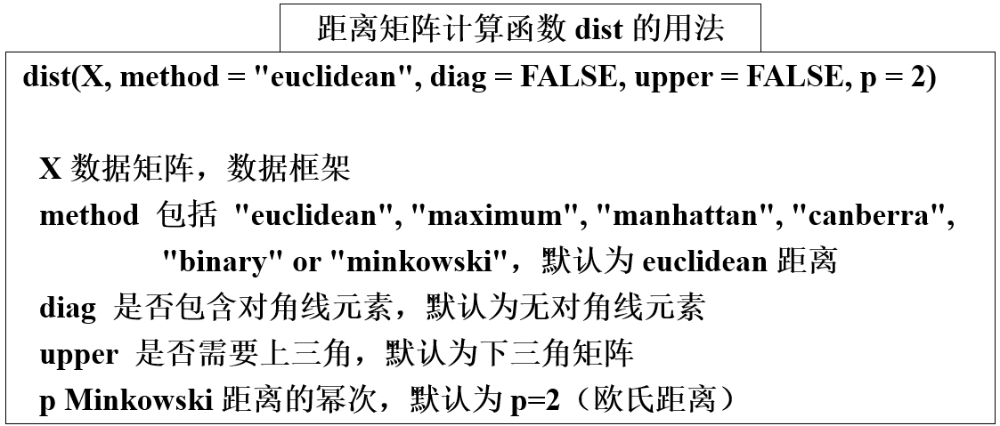 距离矩阵计算函数 dist 的用法
dist(X, method = "euclidean", diag = FALSE, upper = FALSE, p = 2)
X 数据矩阵，数据框架
method 包括 "euclidean", "maximum", "manhattan", "canberra",
"binary" or "minkowski"，默认为 euclidean 距离
diag 是否包含对角线元素，默认为无对角线元素
upper 是否需要上三角，默认为下三角矩阵
p Minkowski 距离的幂次，默认为 p=2（欧氏距离）